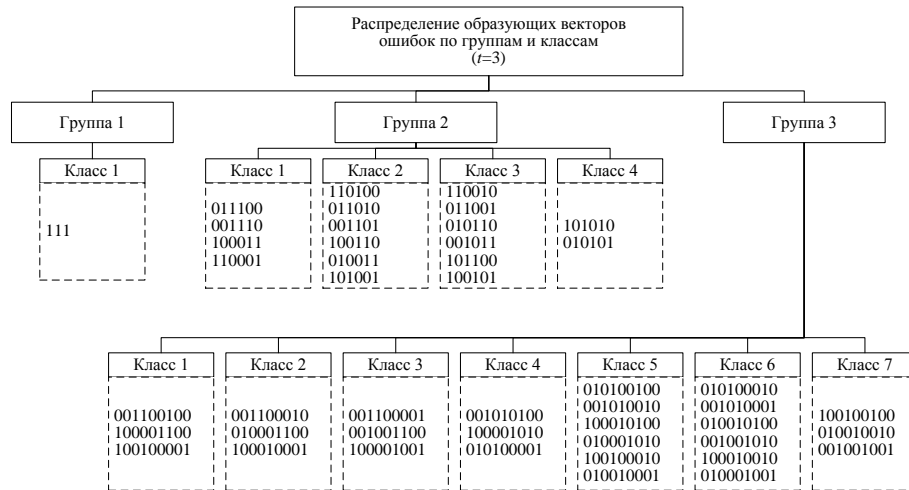 Распределение образующих векторов
ошибок по группам и классам
(t=3)
Группа 1
Группа 2
Группа 3
Класс 1
111
Класс 1
011100
001110
100011
110001
Класс 2
110100
011010
001101
100110
010011
101001
Класс 3
110010
011001
010110
001011
101100
100101
Класс 4
101010
010101
Класс 1
001100100
100001100
100100001
Класс 2
001100010
010001100
100010001
Класс 3
001100001
001001100
100001001
Класс 4
001010100
100001010
010100001
Класс 5
010100100
001010010
100010100
010001010
100100010
010010001
Класс 6
010100010
001010001
010010100
001001010
100010010
010001001
Класс 7
100100100
010010010
001001001